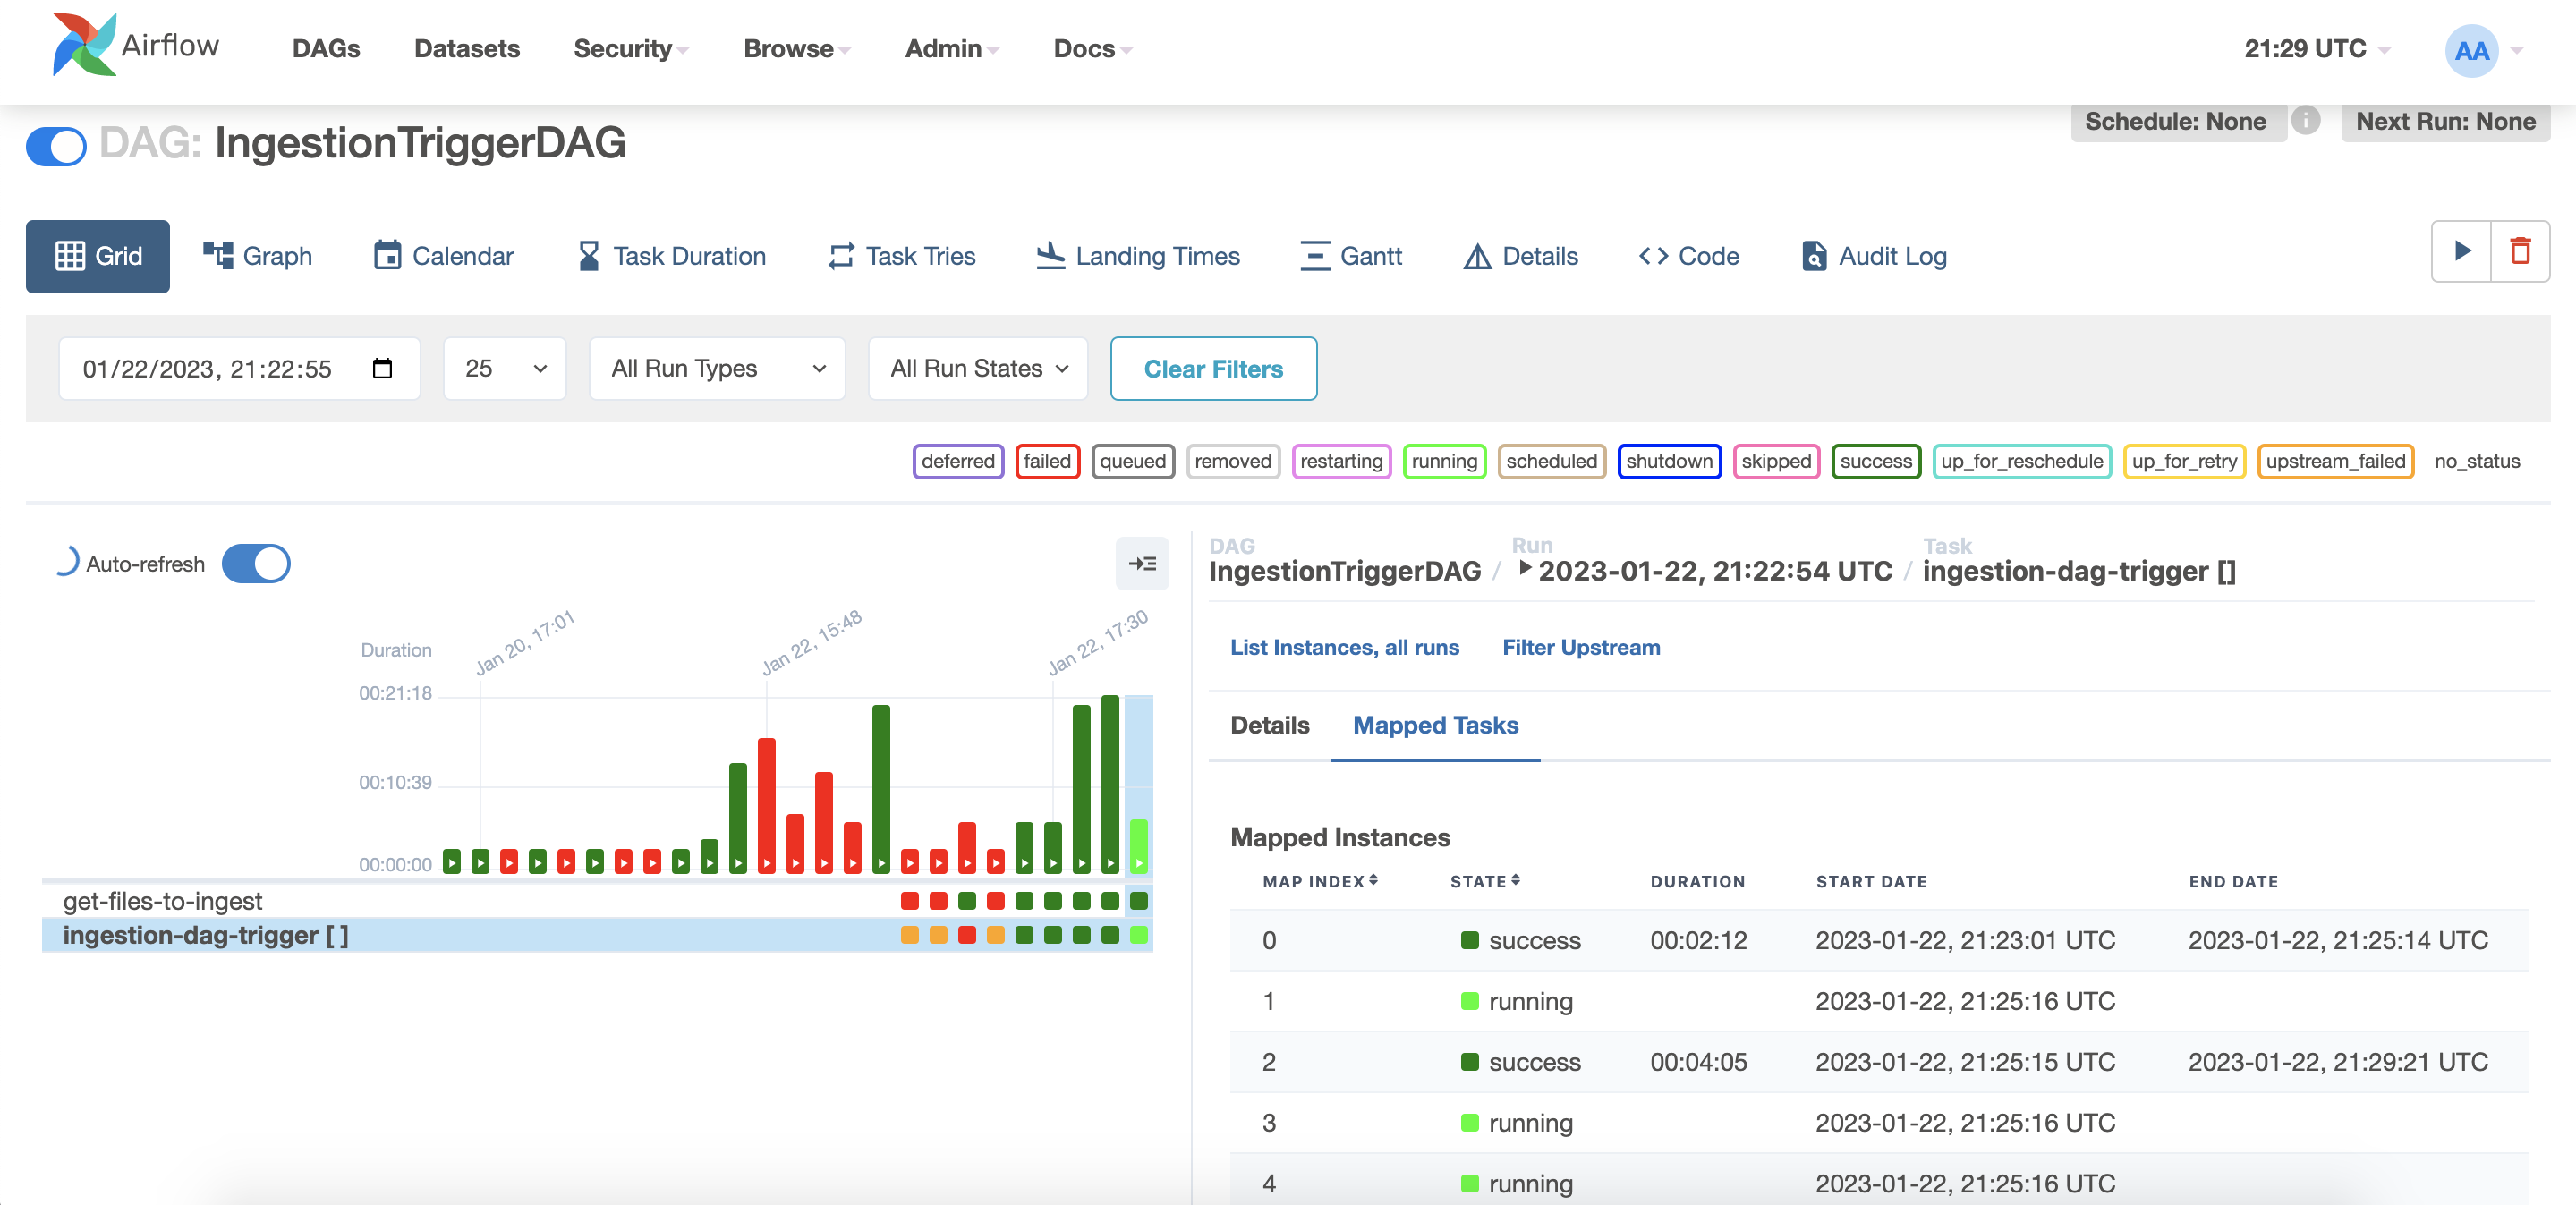 Airflow DAGs Datasets Security Browse Admin Docs 21:29 UTC AA
DAG: IngestionTriggerDAG Schedule: None Next Run: None
Grid Graph Calendar Task Duration Task Tries Landing Times Gantt Details Code Audit Log
01/22/2023, 21:22:55 25 All Run Types All Run States Clear Filters
deferred failed queued removed restarting running scheduled shutdown skipped success up_for_reschedule up_for_retry upstream_failed no_status
Auto-refresh
Jan 20, 17:01 Jan 22, 15:48 Jan 22, 17:30
Duration
00:21:18
00:10:39
00:00:00
get-files-to-ingest
ingestion-dag-trigger [ ]
DAG Run Task
IngestionTriggerDAG / 2023-01-22, 21:22:54 UTC / ingestion-dag-trigger []
List Instances, all runs Filter Upstream
Details Mapped Tasks
Mapped Instances
MAP INDEX STATE DURATION START DATE END DATE
0 success 00:02:12 2023-01-22, 21:23:01 UTC 2023-01-22, 21:25:14 UTC
1 running 2023-01-22, 21:25:16 UTC
2 success 00:04:05 2023-01-22, 21:25:15 UTC 2023-01-22, 21:29:21 UTC
3 running 2023-01-22, 21:25:16 UTC
4 running 2023-01-22, 21:25:16 UTC